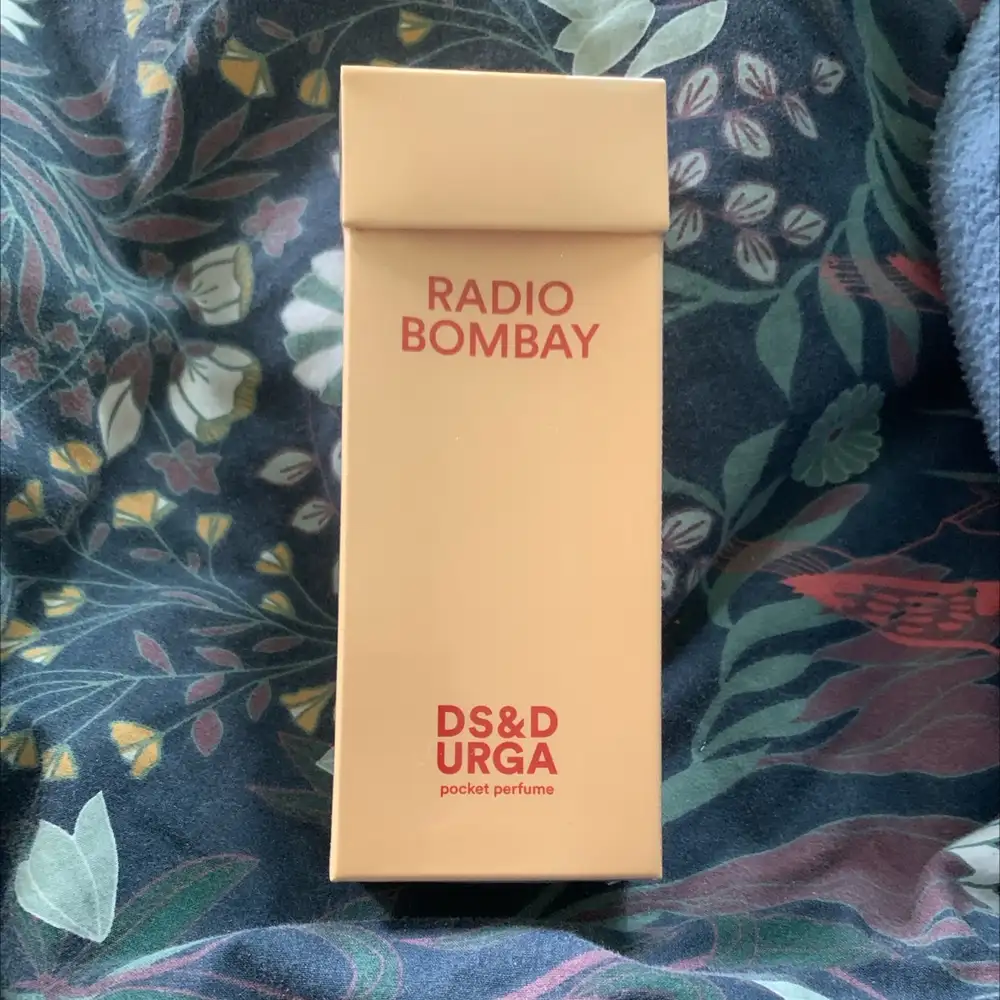 RADIO
BOMBAY
DS&D
URGA
pocket perfume